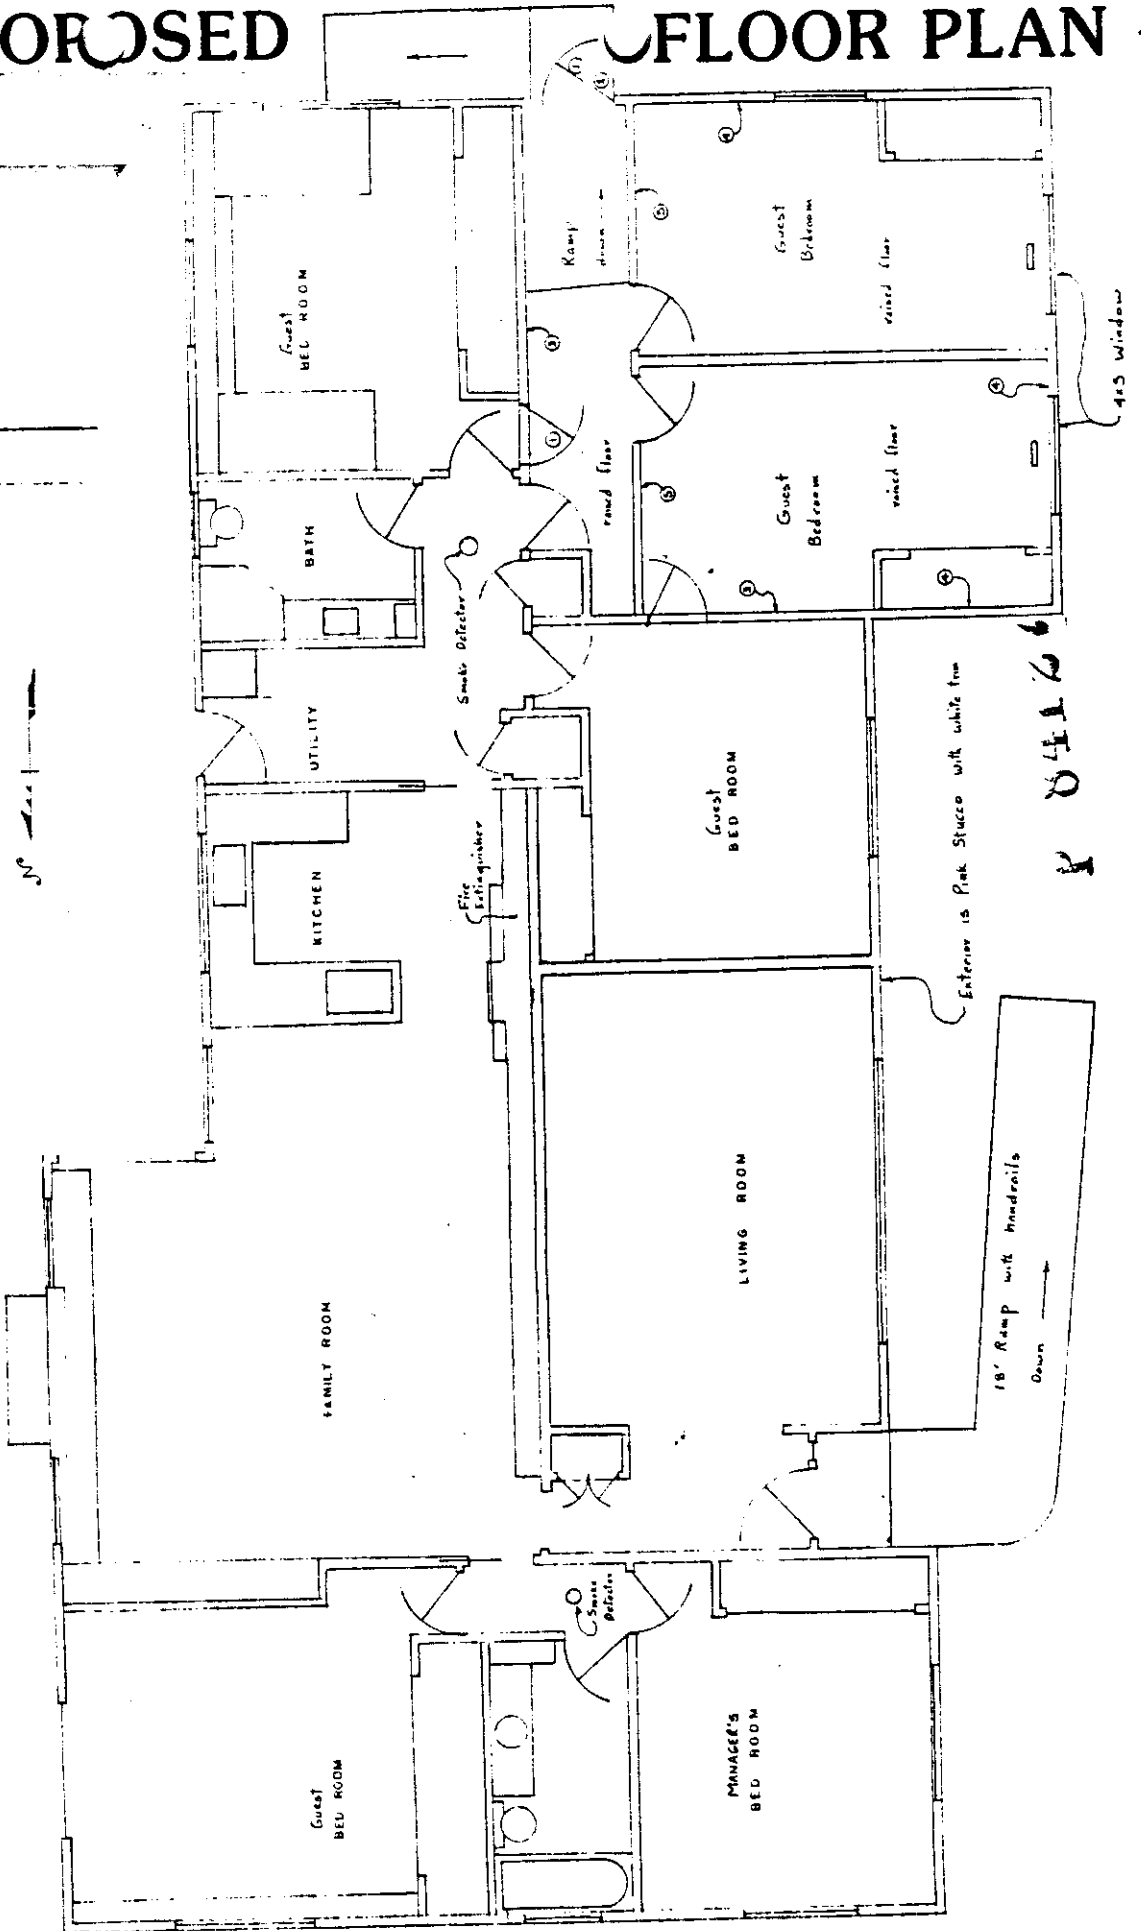 FLOOR PLAN
Guest
BED ROOM
Ramp
down
Guest
Bedroom
raised floor
4x5 Window
raised floor
Guest
Bedroom
raised floor
BATH
Smoke Detector
UTILITY
N
KITCHEN
Fire
Extinguisher
Guest
BED ROOM
Exterior is Pink Stucco with white trim
FAMILY ROOM
LIVING ROOM
18' Ramp with handrails
Down
Smoke
Detector
Guest
BED ROOM
MANAGER'S
BED ROOM